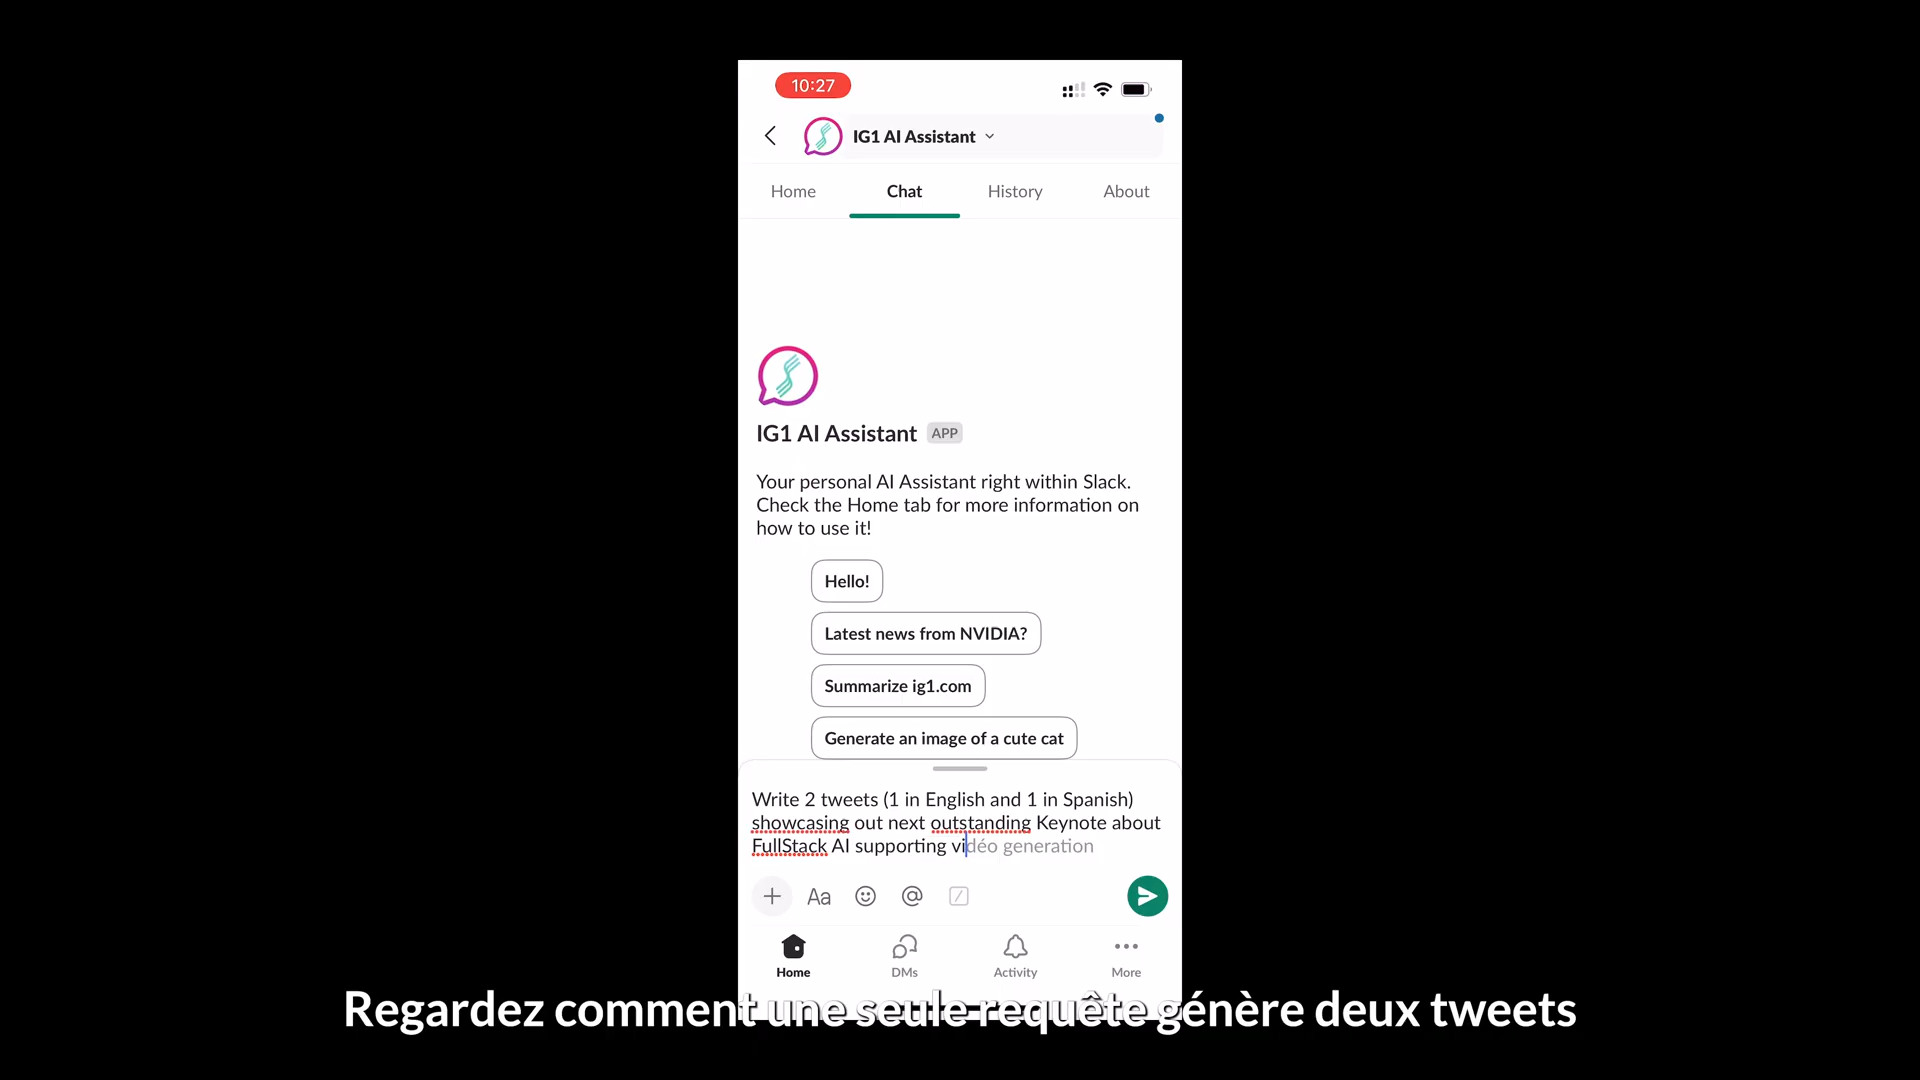 10:27
IG1 AI Assistant
Home
Chat
History
About
IG1 AI Assistant APP
Your personal AI Assistant right within Slack.
Check the Home tab for more information on
how to use it!
Hello!
Latest news from NVIDIA?
Summarize ig1.com
Generate an image of a cute cat
Write 2 tweets (1 in English and 1 in Spanish)
showcasing out next outstanding Keynote about
FullStack AI supporting vidéo generation
Aa
Home
DMs
Activity
More
Regardez comment une seule requête génère deux tweets